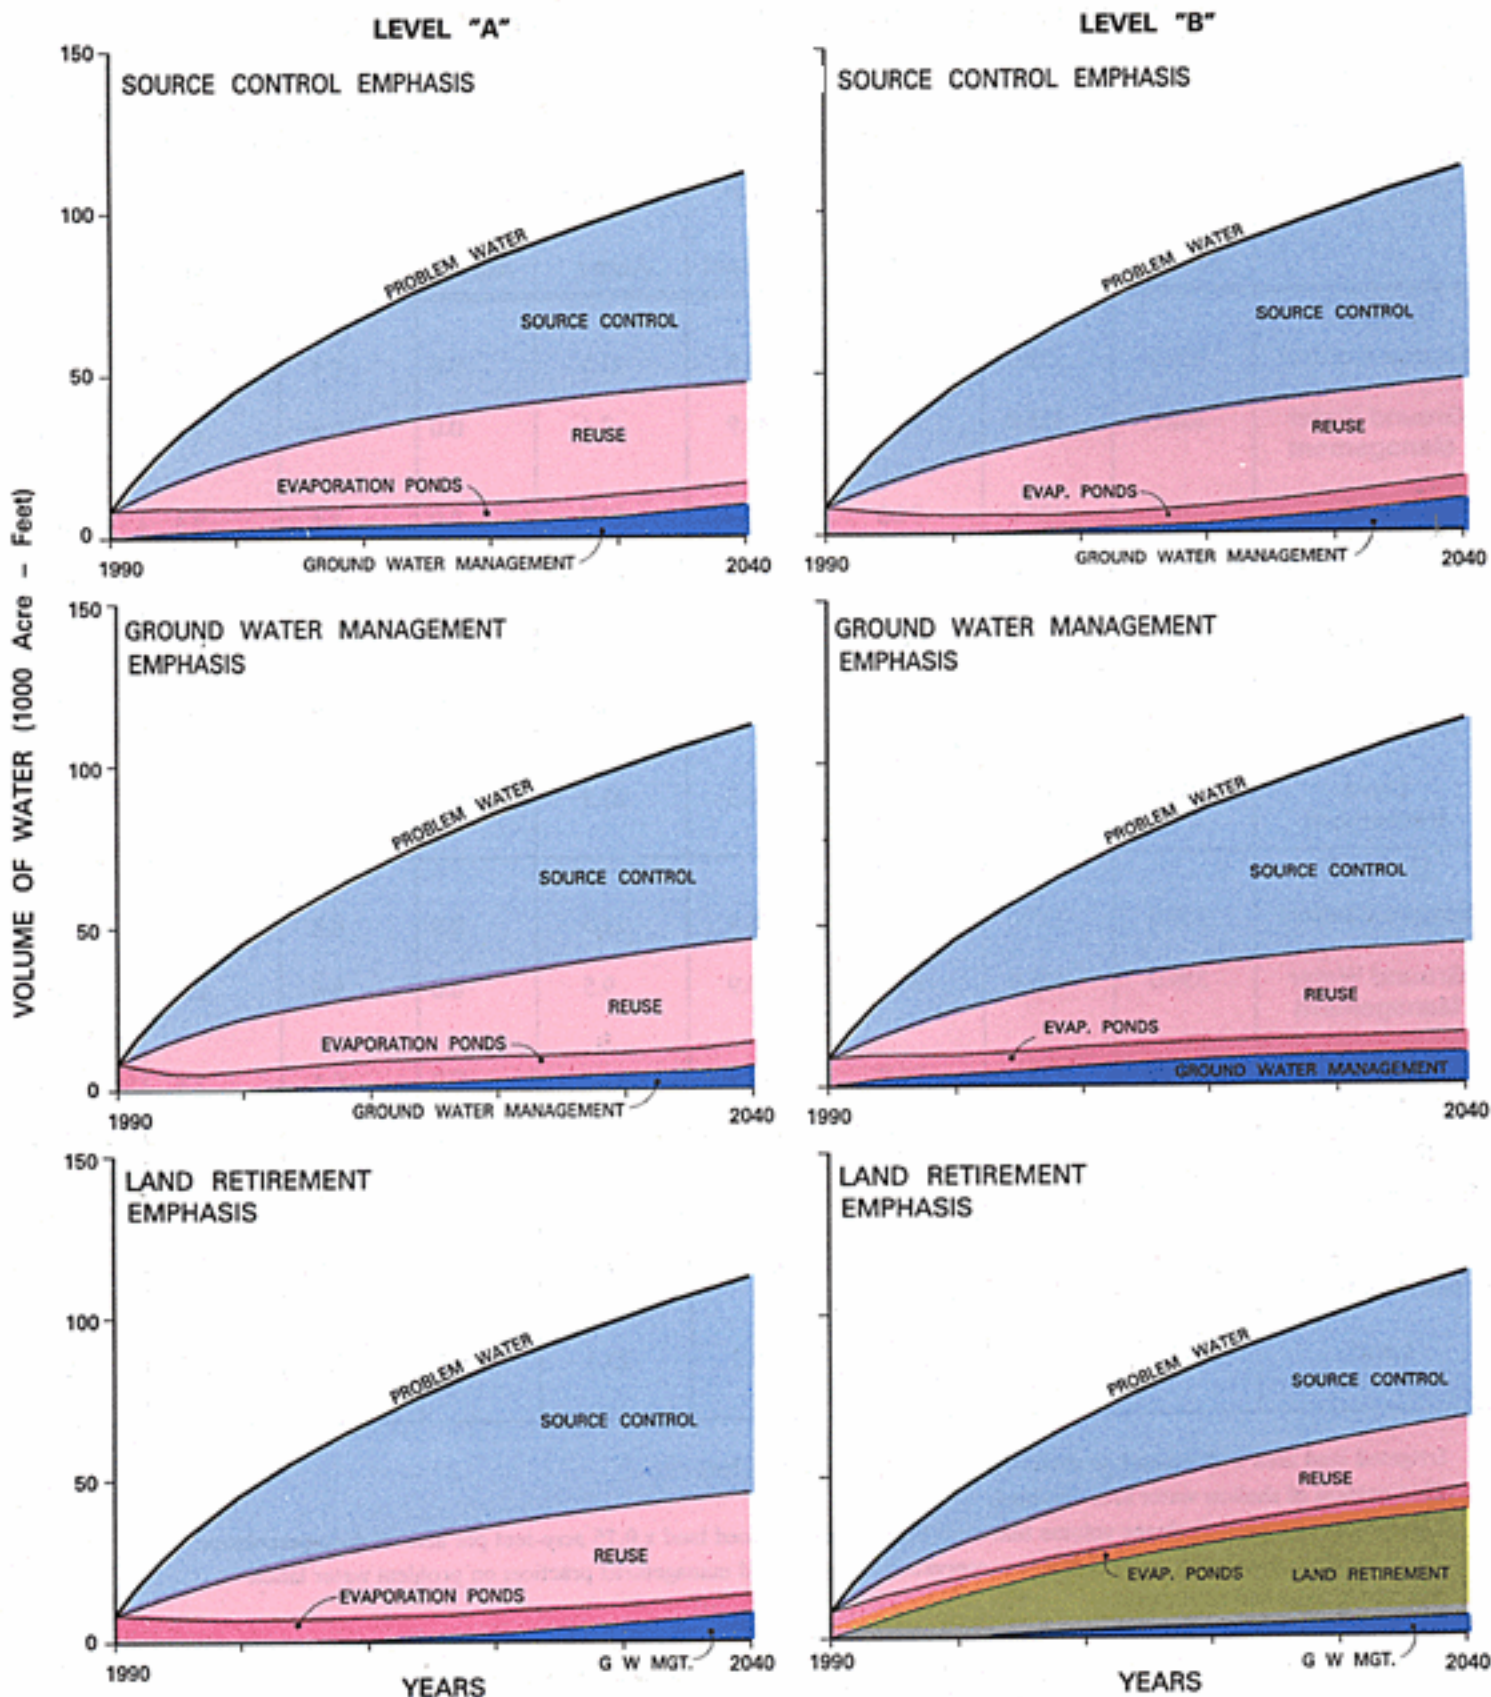 LEVEL "A"
LEVEL "B"
VOLUME OF WATER (1000 Acre – Feet)
150
100
50
0
SOURCE CONTROL EMPHASIS
PROBLEM WATER
SOURCE CONTROL
REUSE
EVAPORATION PONDS
GROUND WATER MANAGEMENT
1990
2040
SOURCE CONTROL EMPHASIS
PROBLEM WATER
SOURCE CONTROL
REUSE
EVAP. PONDS
GROUND WATER MANAGEMENT
1990
2040
150
100
50
0
GROUND WATER MANAGEMENT
EMPHASIS
PROBLEM WATER
SOURCE CONTROL
REUSE
EVAPORATION PONDS
GROUND WATER MANAGEMENT
1990
2040
GROUND WATER MANAGEMENT
EMPHASIS
PROBLEM WATER
SOURCE CONTROL
REUSE
EVAP. PONDS
GROUND WATER MANAGEMENT
1990
2040
150
100
50
0
LAND RETIREMENT
EMPHASIS
PROBLEM WATER
SOURCE CONTROL
REUSE
EVAPORATION PONDS
G W MGT.
1990
2040
YEARS
LAND RETIREMENT
EMPHASIS
PROBLEM WATER
SOURCE CONTROL
REUSE
EVAP. PONDS
LAND RETIREMENT
G W MGT.
1990
2040
YEARS